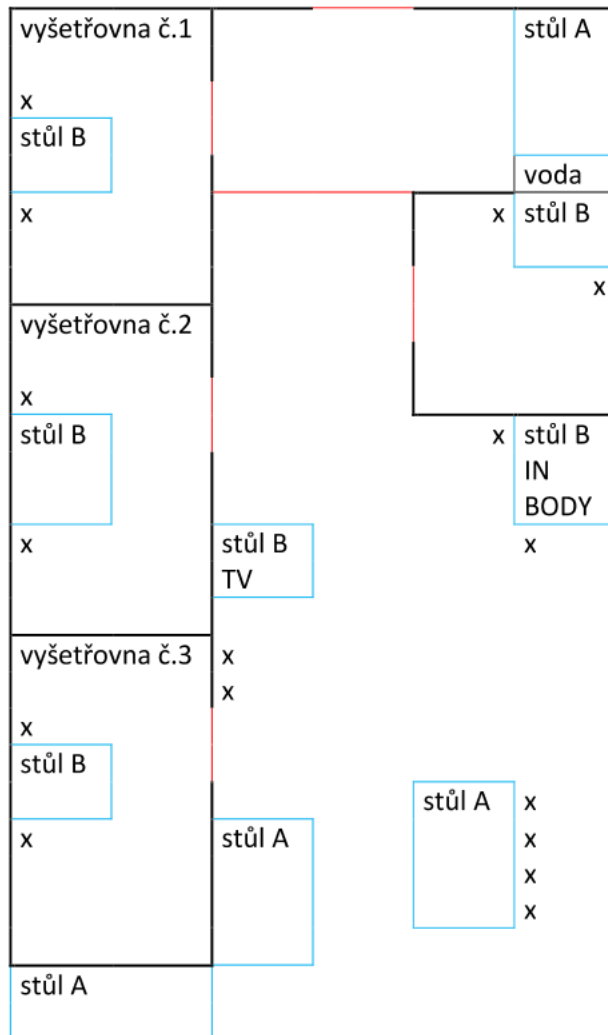 vyšetřovna č.1
stůl A
x
stůl B
voda
x
x
stůl B
x
vyšetřovna č.2
x
stůl B
x
stůl B
IN
BODY
x
stůl B
x
TV
vyšetřovna č.3
x
x
x
stůl B
stůl A
x
x
stůl A
x
x
x
stůl A